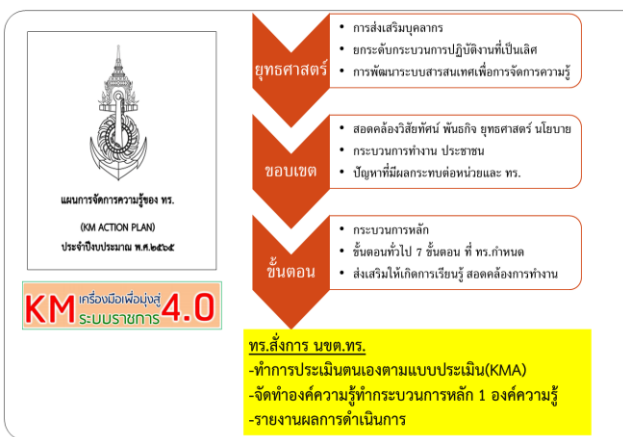 แผนการจัดการความรู้ของ ทร.
(KM ACTION PLAN)
ประจำปีงบประมาณ พ.ศ.๒๕๖๕
KM เครื่องมือเพื่อมุ่งสู่ ระบบราชการ 4.0
ยุทธศาสตร์
• การส่งเสริมบุคลากร
• ยกระดับกระบวนการปฏิบัติงานที่เป็นเลิศ
• การพัฒนาระบบสารสนเทศเพื่อการจัดการความรู้
ขอบเขต
• สอดคล้องวิสัยทัศน์ พันธกิจ ยุทธศาสตร์ นโยบาย
• กระบวนการทำงาน ประชาชน
• ปัญหาที่มีผลกระทบต่อหน่วยและ ทร.
ขั้นตอน
• กระบวนการหลัก
• ขั้นตอนทั่วไป 7 ขั้นตอน ที่ ทร.กำหนด
• ส่งเสริมให้เกิดการเรียนรู้ สอดคล้องการทำงาน
ทร.สั่งการ นขต.ทร.
-ทำการประเมินตนเองตามแบบประเมิน(KMA)
-จัดทำองค์ความรู้ทำกระบวนการหลัก 1 องค์ความรู้
-รายงานผลการดำเนินการ